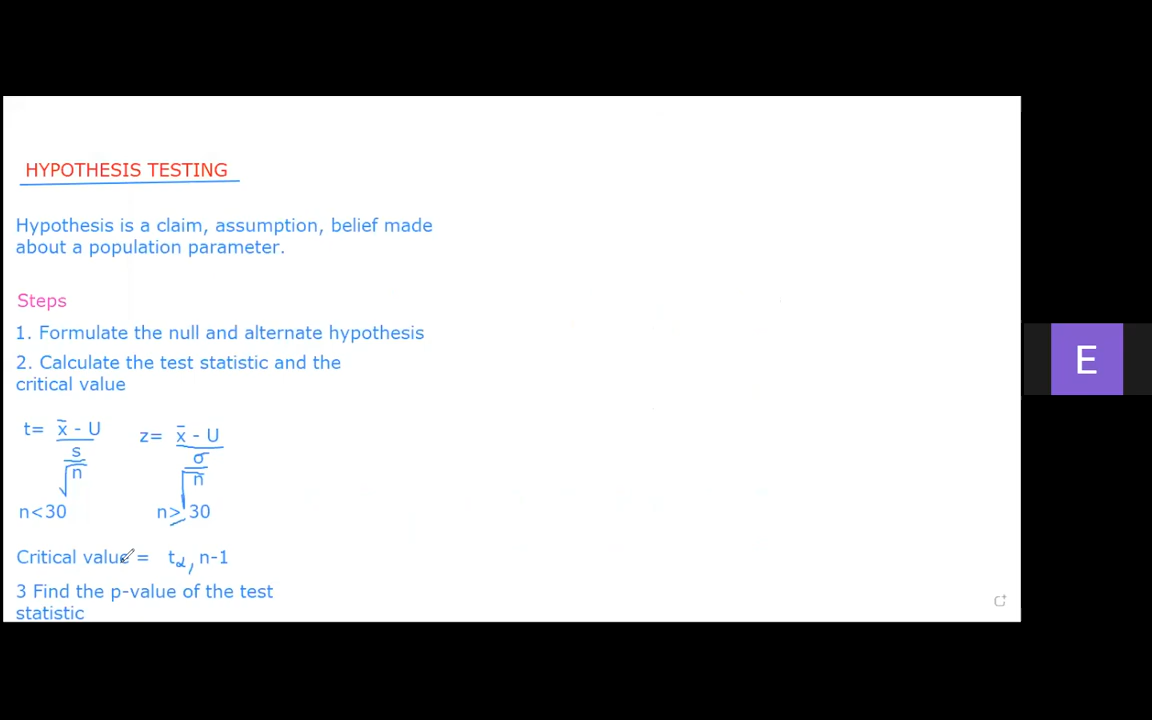 HYPOTHESIS TESTING
Hypothesis is a claim, assumption, belief made
about a population parameter.
Steps
1. Formulate the null and alternate hypothesis
2. Calculate the test statistic and the
critical value
t= x̄ - U / s/√n
z= x̄ - U / σ/√n
n<30
n≥30
Critical value = tα, n-1
3 Find the p-value of the test
statistic
E